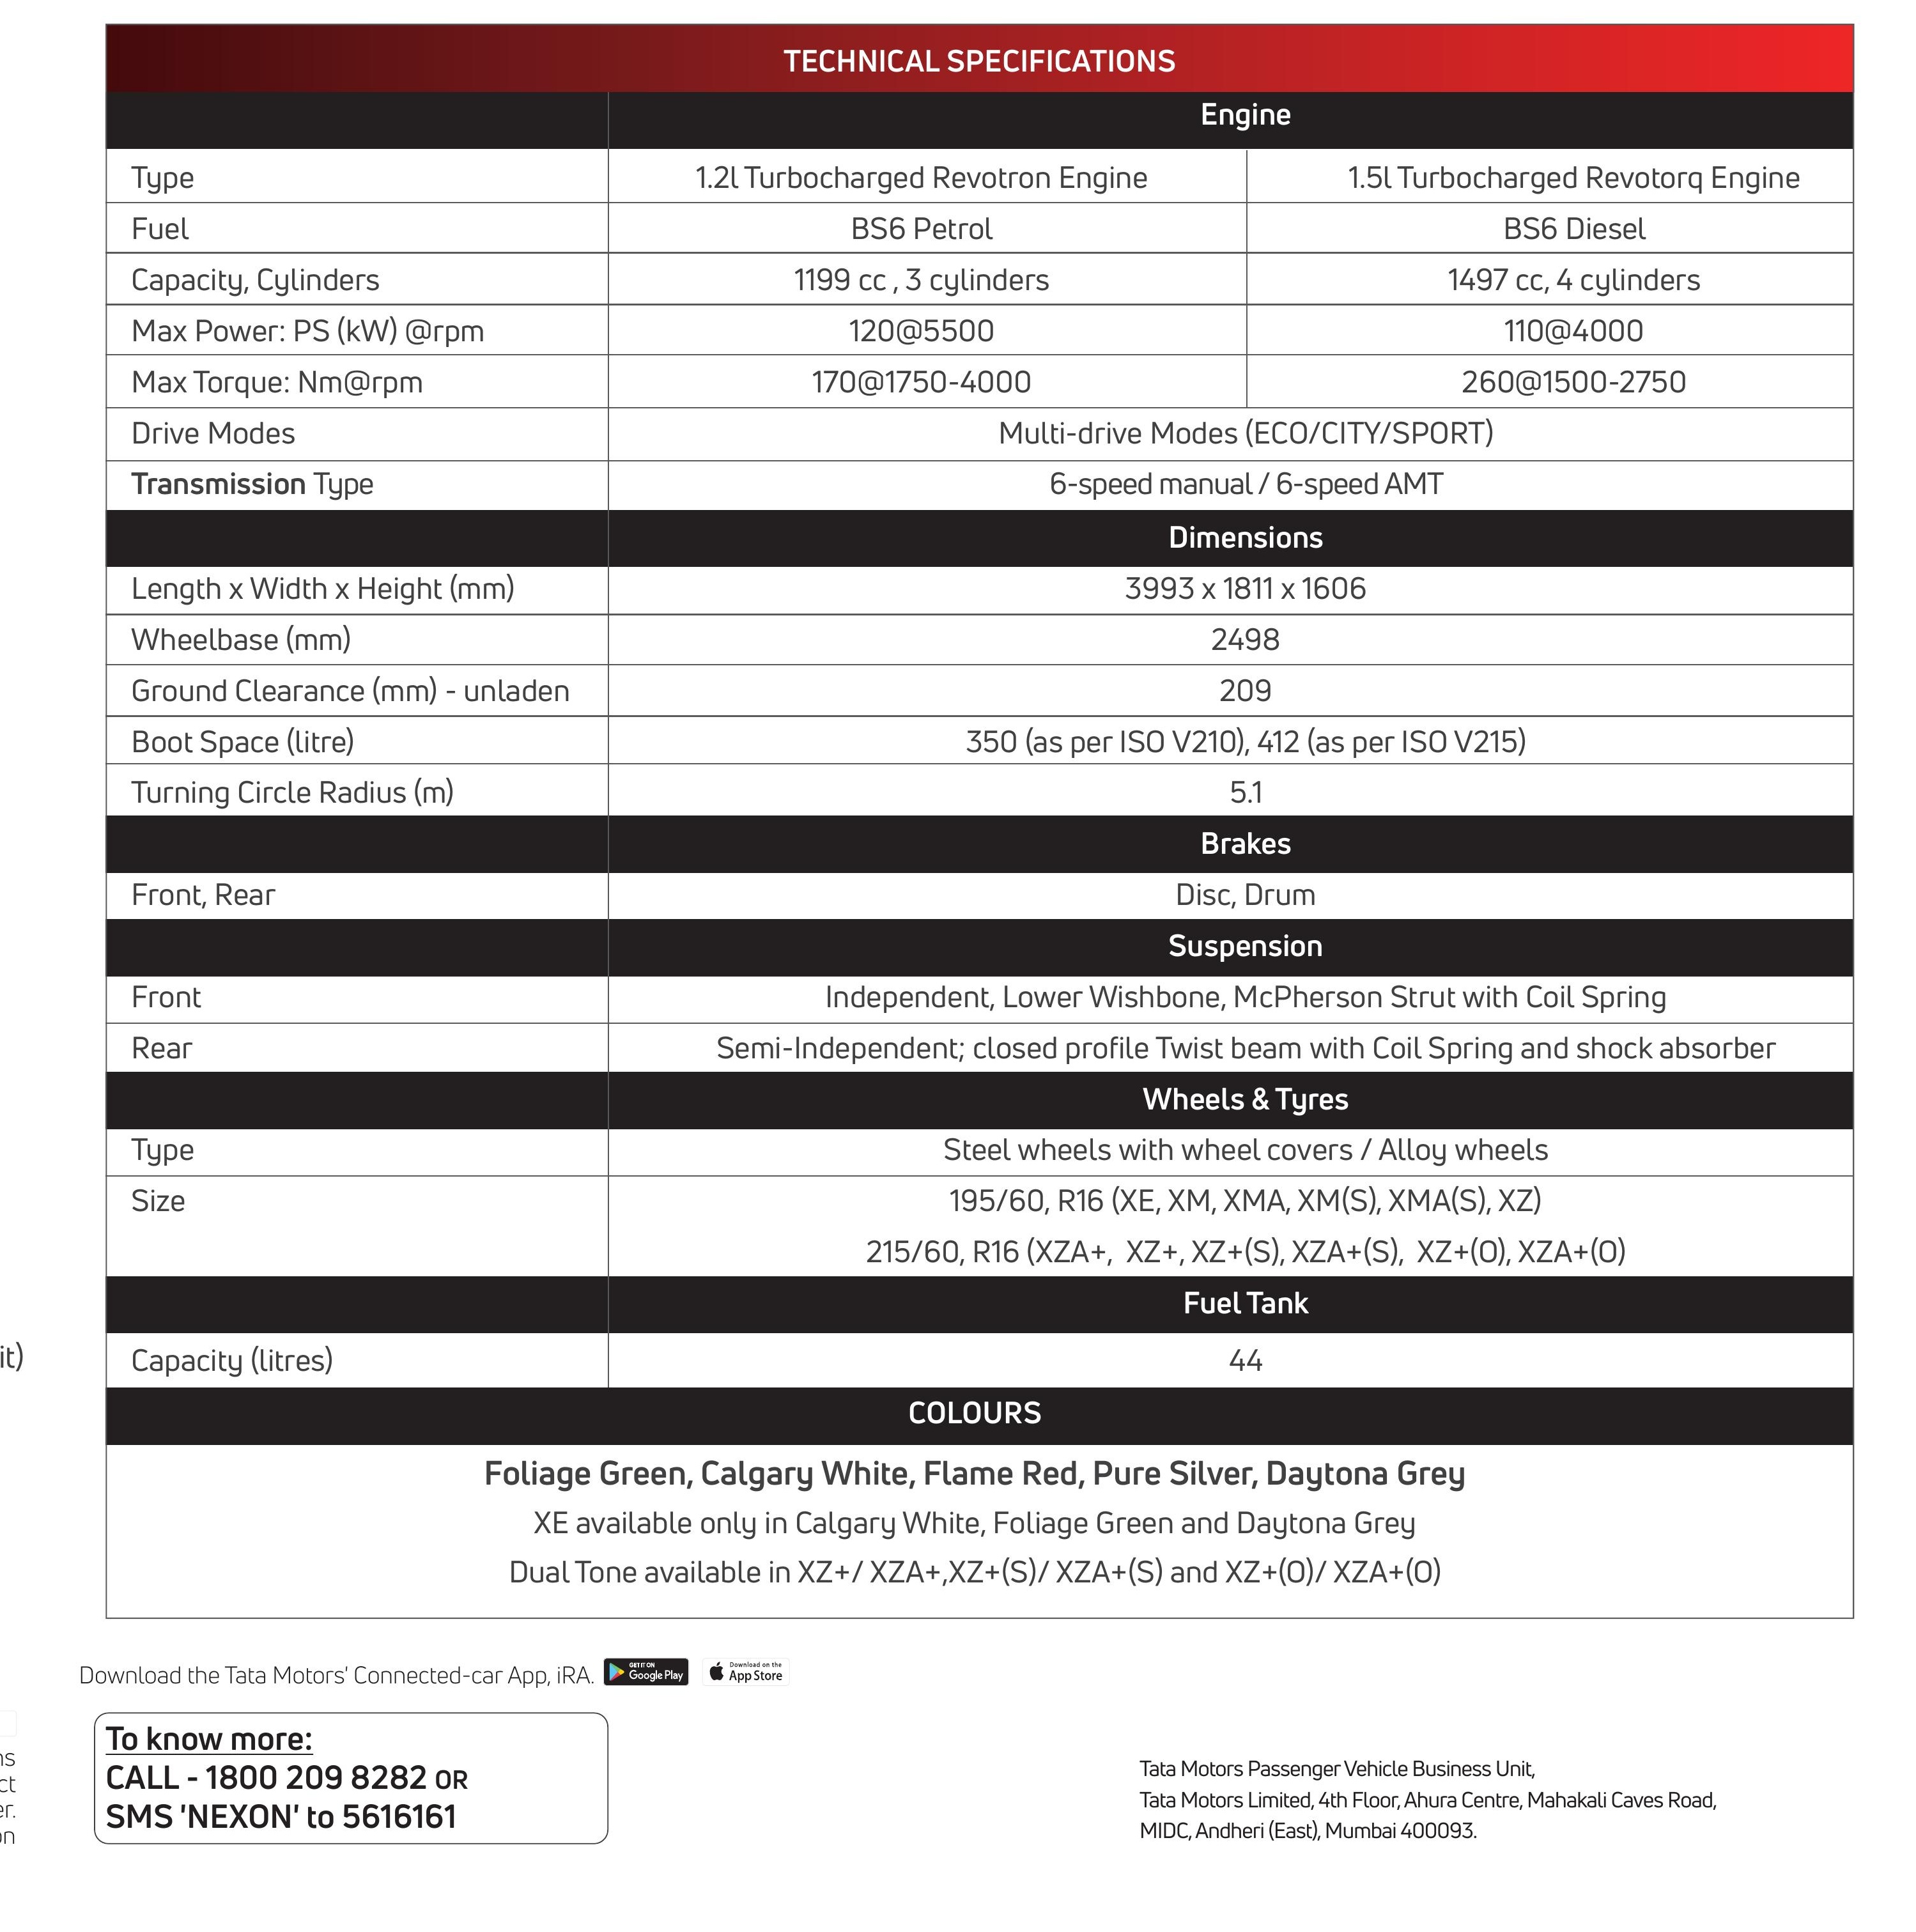 TECHNICAL SPECIFICATIONS
Engine
Type 1.2l Turbocharged Revotron Engine 1.5l Turbocharged Revotorq Engine
Fuel BS6 Petrol BS6 Diesel
Capacity, Cylinders 1199 cc , 3 cylinders 1497 cc, 4 cylinders
Max Power: PS (kW) @rpm 120@5500 110@4000
Max Torque: Nm@rpm 170@1750-4000 260@1500-2750
Drive Modes Multi-drive Modes (ECO/CITY/SPORT)
Transmission Type 6-speed manual / 6-speed AMT
Dimensions
Length x Width x Height (mm) 3993 x 1811 x 1606
Wheelbase (mm) 2498
Ground Clearance (mm) - unladen 209
Boot Space (litre) 350 (as per ISO V210), 412 (as per ISO V215)
Turning Circle Radius (m) 5.1
Brakes
Front, Rear Disc, Drum
Suspension
Front Independent, Lower Wishbone, McPherson Strut with Coil Spring
Rear Semi-Independent; closed profile Twist beam with Coil Spring and shock absorber
Wheels & Tyres
Type Steel wheels with wheel covers / Alloy wheels
Size 195/60, R16 (XE, XM, XMA, XM(S), XMA(S), XZ)
215/60, R16 (XZA+, XZ+, XZ+(S), XZA+(S), XZ+(O), XZA+(O)
Fuel Tank
it)
Capacity (litres) 44
COLOURS
Foliage Green, Calgary White, Flame Red, Pure Silver, Daytona Grey
XE available only in Calgary White, Foliage Green and Daytona Grey
Dual Tone available in XZ+/ XZA+,XZ+(S)/ XZA+(S) and XZ+(O)/ XZA+(O)
Download the Tata Motors' Connected-car App, iRA. GET IT ON Google Play Download on the App Store
To know more:
CALL - 1800 209 8282 OR
SMS 'NEXON' to 5616161
Tata Motors Passenger Vehicle Business Unit,
Tata Motors Limited, 4th Floor, Ahura Centre, Mahakali Caves Road,
MIDC, Andheri (East), Mumbai 400093.